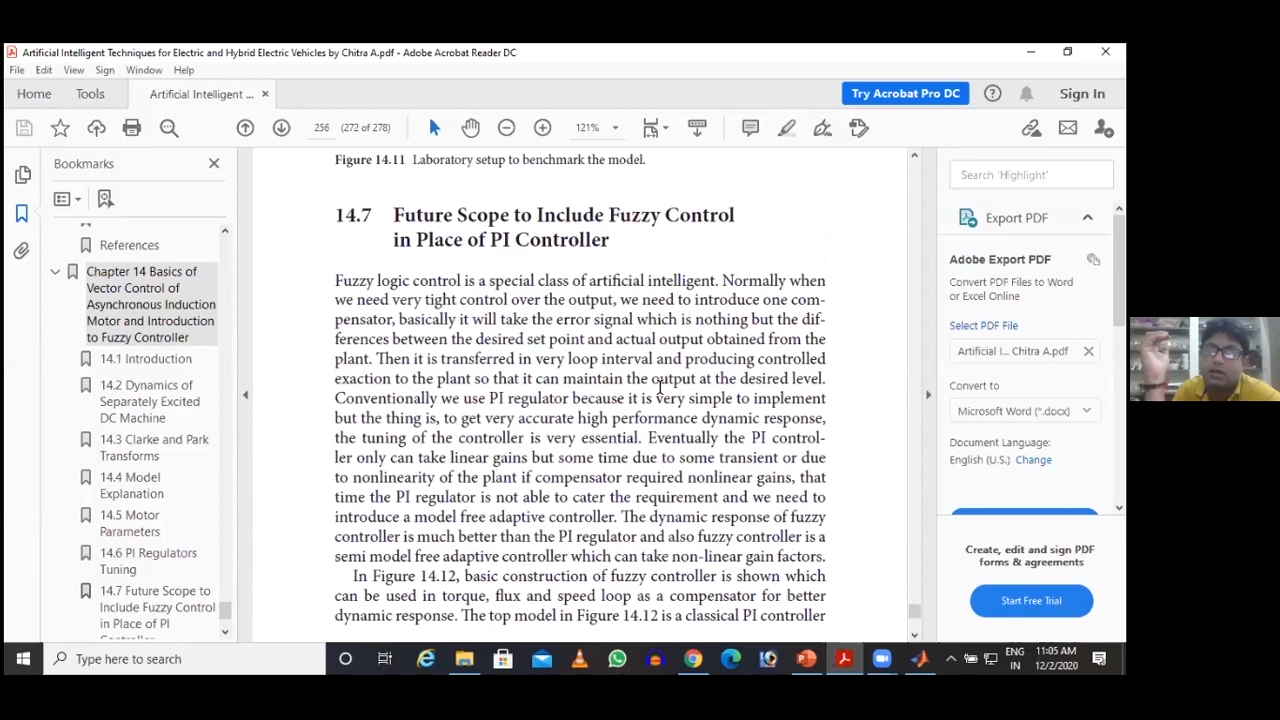 Artificial Intelligent Techniques for Electric and Hybrid Electric Vehicles by Chitra A.pdf - Adobe Acrobat Reader DC
File Edit View Sign Window Help
Home Tools Artificial Intelligent ... × Try Acrobat Pro DC Sign In
256 (272 of 278) 121%
Bookmarks
References
Chapter 14 Basics of
Vector Control of
Asynchronous Induction
Motor and Introduction
to Fuzzy Controller
14.1 Introduction
14.2 Dynamics of
Separately Excited
DC Machine
14.3 Clarke and Park
Transforms
14.4 Model
Explanation
14.5 Motor
Parameters
14.6 PI Regulators
Tuning
14.7 Future Scope to
Include Fuzzy Control
in Place of PI
Figure 14.11 Laboratory setup to benchmark the model.
14.7 Future Scope to Include Fuzzy Control
in Place of PI Controller
Fuzzy logic control is a special class of artificial intelligent. Normally when
we need very tight control over the output, we need to introduce one com-
pensator, basically it will take the error signal which is nothing but the dif-
ferences between the desired set point and actual output obtained from the
plant. Then it is transferred in very loop interval and producing controlled
exaction to the plant so that it can maintain the output at the desired level.
Conventionally we use PI regulator because it is very simple to implement
but the thing is, to get very accurate high performance dynamic response,
the tuning of the controller is very essential. Eventually the PI control-
ler only can take linear gains but some time due to some transient or due
to nonlinearity of the plant if compensator required nonlinear gains, that
time the PI regulator is not able to cater the requirement and we need to
introduce a model free adaptive controller. The dynamic response of fuzzy
controller is much better than the PI regulator and also fuzzy controller is a
semi model free adaptive controller which can take non-linear gain factors.
In Figure 14.12, basic construction of fuzzy controller is shown which
can be used in torque, flux and speed loop as a compensator for better
dynamic response. The top model in Figure 14.12 is a classical PI controller
Search 'Highlight'
Export PDF
Adobe Export PDF
Convert PDF Files to Word
or Excel Online
Select PDF File
Artificial I... Chitra A.pdf ×
Convert to
Microsoft Word (*.docx)
Document Language:
English (U.S.) Change
Create, edit and sign PDF
forms & agreements
Start Free Trial
Type here to search
ENG
IN
11:05 AM
12/2/2020